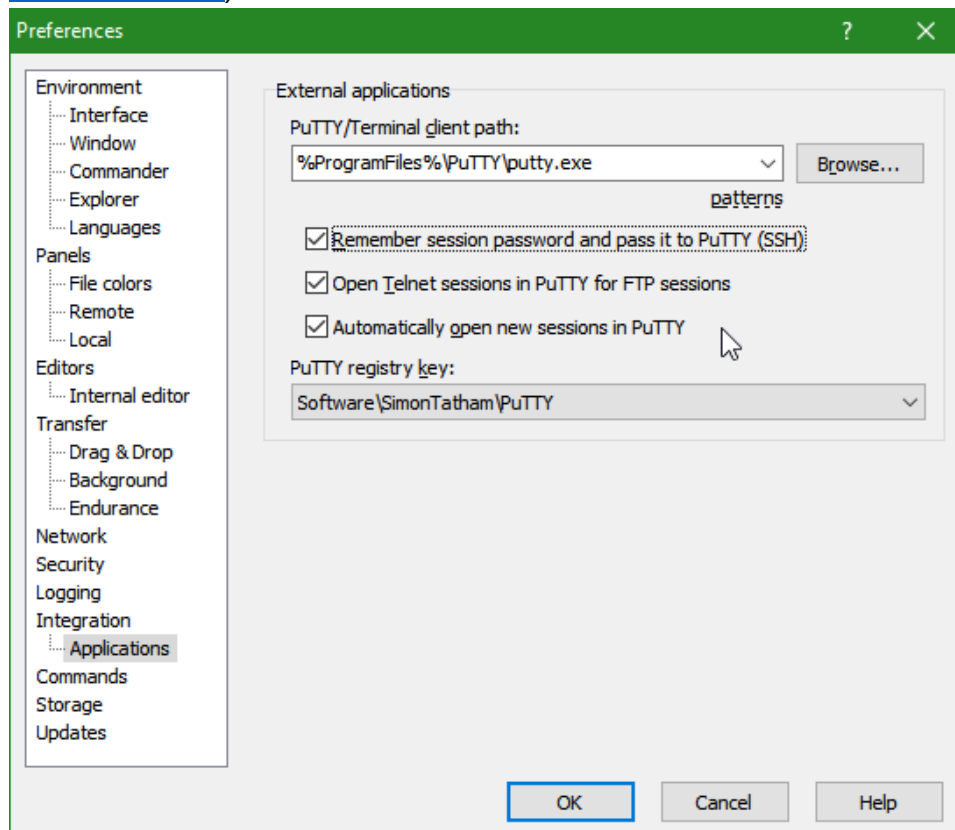 Preferences
?
Environment
Interface
Window
Commander
Explorer
Languages
Panels
File colors
Remote
Local
Editors
Internal editor
Transfer
Drag & Drop
Background
Endurance
Network
Security
Logging
Integration
Applications
Commands
Storage
Updates
External applications
PuTTY/Terminal client path:
%ProgramFiles%\PuTTY\putty.exe
Browse...
patterns
Remember session password and pass it to PuTTY (SSH)
Open Telnet sessions in PuTTY for FTP sessions
Automatically open new sessions in PuTTY
PuTTY registry key:
Software\SimonTatham\PuTTY
OK
Cancel
Help